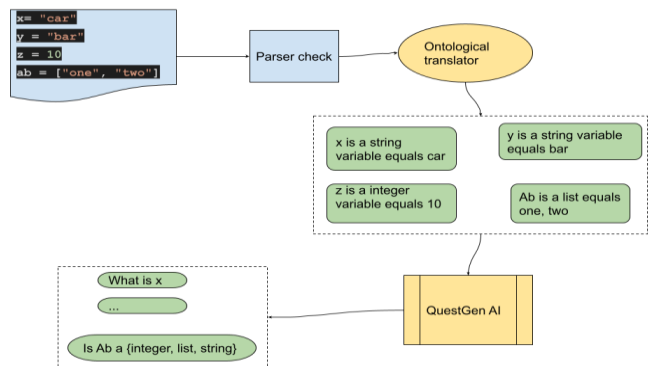 x= "car"
y = "bar"
z = 10
ab = ["one", "two"]
Parser check
Ontological
translator
x is a string
variable equals car
y is a string variable
equals bar
z is a integer
variable equals 10
Ab is a list equals
one, two
QuestGen AI
What is x
...
Is Ab a {integer, list, string}